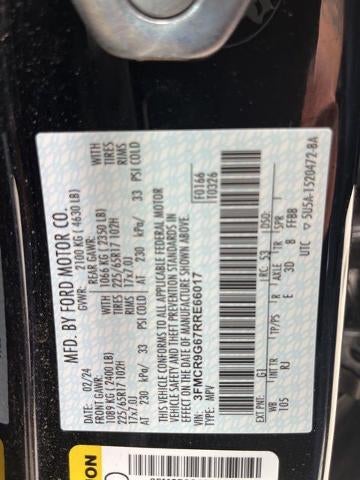 MFD. BY FORD MOTOR CO.
02/24
GVWR: 2100 KG ( 4630 LB)
FRONT GAWR: REAR GAWR:
1089 KG ( 2400 LB) 1066 KG ( 2350 LB)
WITH
TIRES
RIMS
225/65R17 102H
17x7.0J
AT 230 kPa/ 33 PSI COLD
WITH
TIRES
RIMS
225/65R17 102H
17x7.0J
AT 230 kPa/ 33 PSI COLD
THIS VEHICLE CONFORMS TO ALL APPLICABLE FEDERAL MOTOR
VEHICLE SAFETY, BUMPER, AND THEFT PREVENTION STANDARDS IN
EFFECT ON THE DATE OF MANUFACTURE SHOWN ABOVE.
VIN: 3FMCR9G67RRE66017
TYPE: MPV
F0166
T0326
EXT PNT: G1 RC: 53 DSO:
WB INT TR TP/PS R AXLE TR SPR
105 RJ E 3D 8 FFBB
UTC 5U5A-1520472-BA